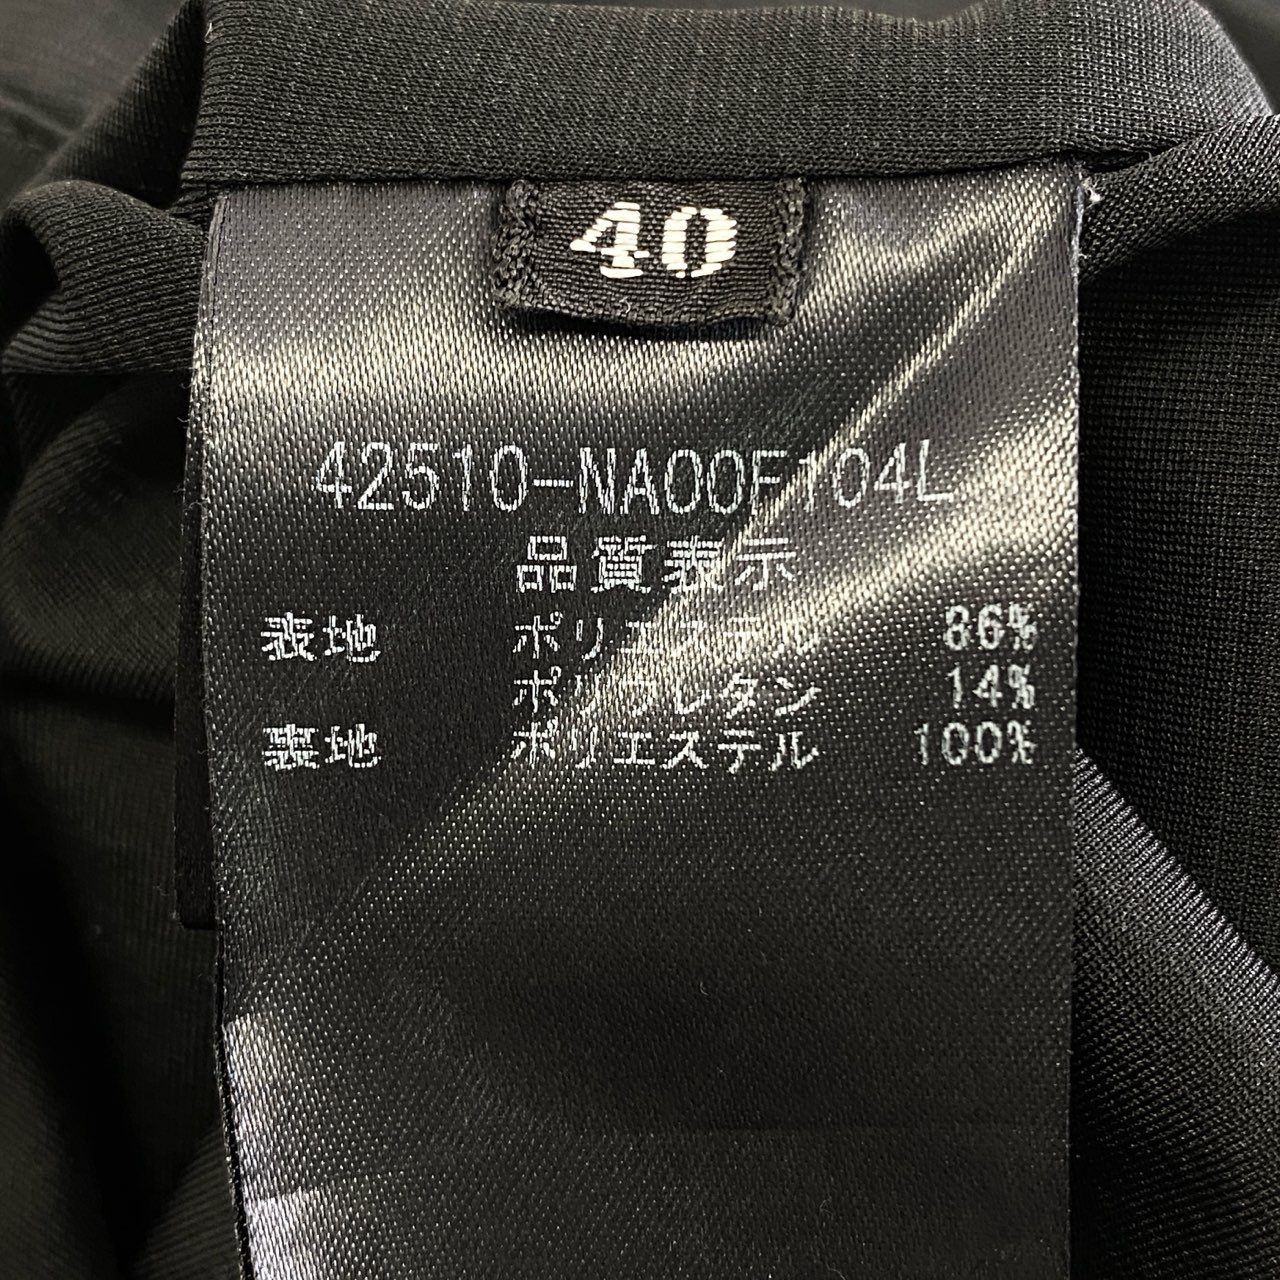 40
42510-NA00F104L
品質表示
表地 ポリエステル 86%
ポリウレタン 14%
裏地 ポリエステル 100%